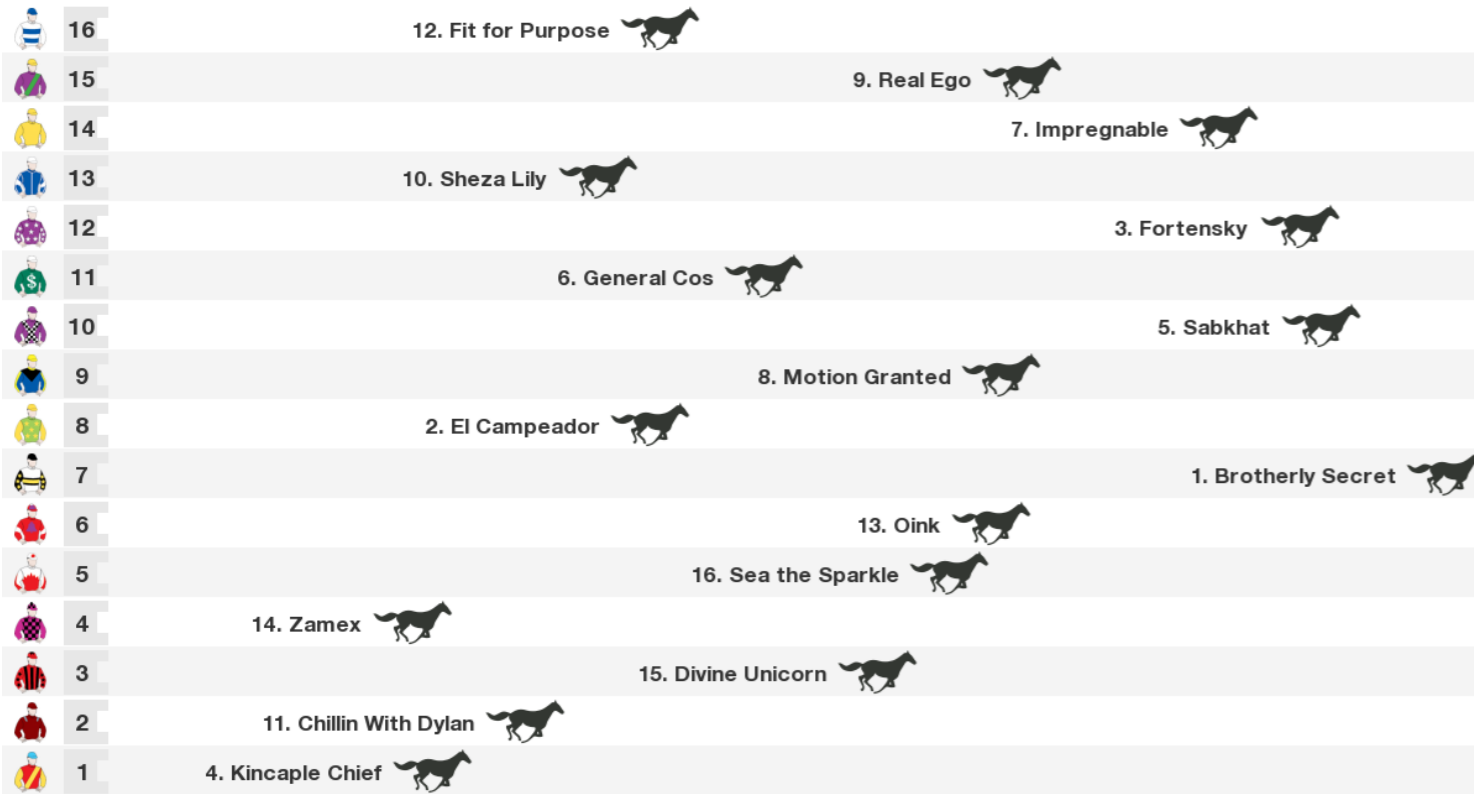 16 12. Fit for Purpose
15 9. Real Ego
14 7. Impregnable
13 10. Sheza Lily
12 3. Fortensky
$ 11 6. General Cos
10 5. Sabkhat
9 8. Motion Granted
8 2. El Campeador
7 1. Brotherly Secret
6 13. Oink
5 16. Sea the Sparkle
4 14. Zamex
3 15. Divine Unicorn
2 11. Chillin With Dylan
1 4. Kincaple Chief